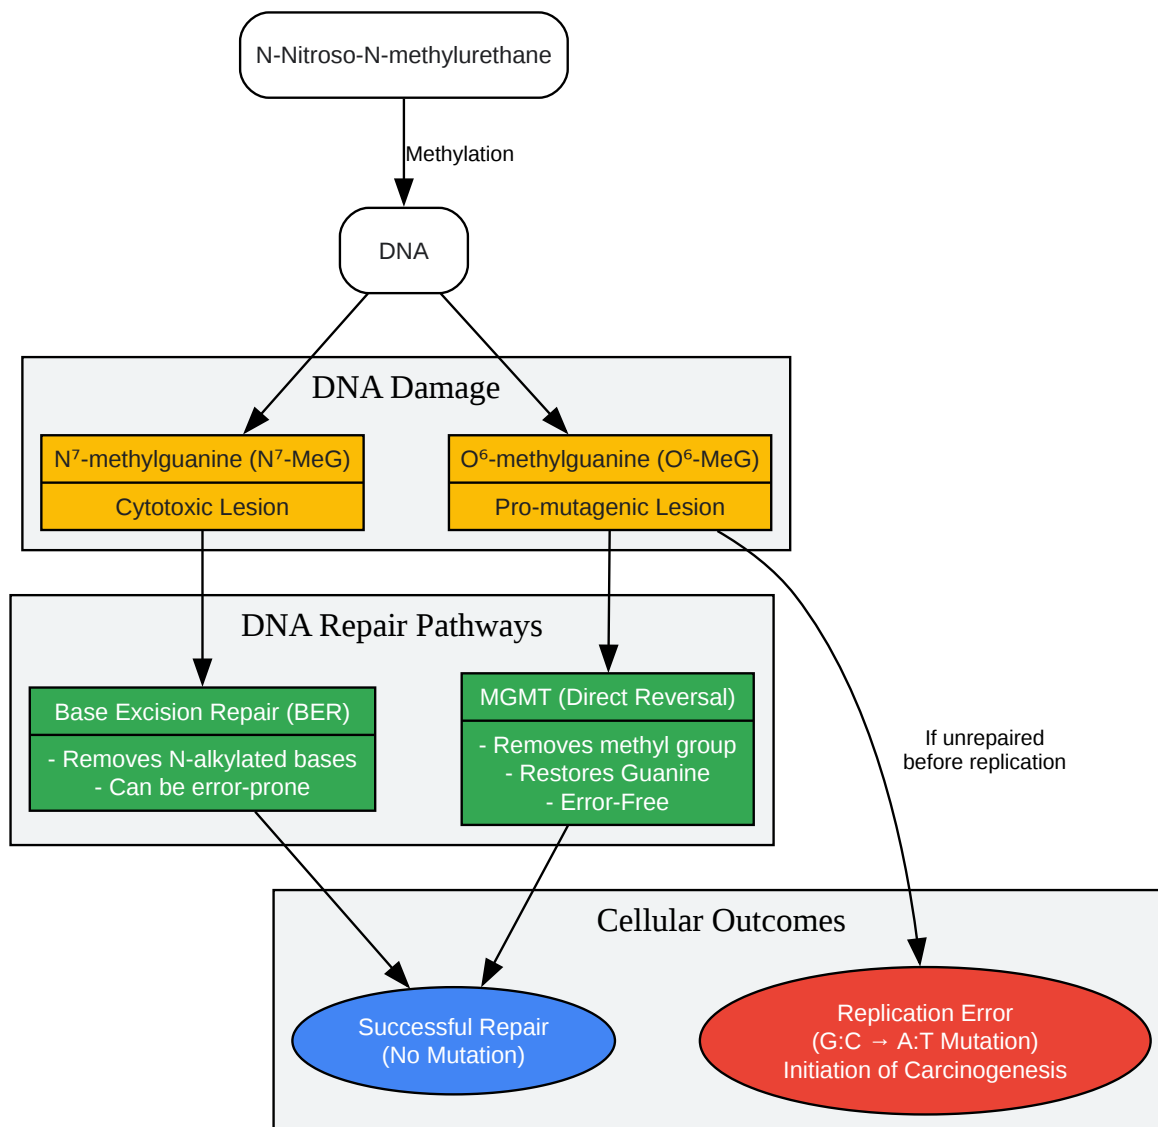 N-Nitroso-N-methylurethane
Methylation
DNA
DNA Damage
N⁷-methylguanine (N⁷-MeG)
Cytotoxic Lesion
O⁶-methylguanine (O⁶-MeG)
Pro-mutagenic Lesion
DNA Repair Pathways
Base Excision Repair (BER)
- Removes N-alkylated bases
- Can be error-prone
MGMT (Direct Reversal)
- Removes methyl group
- Restores Guanine
- Error-Free
If unrepaired
before replication
Cellular Outcomes
Successful Repair
(No Mutation)
Replication Error
(G:C → A:T Mutation)
Initiation of Carcinogenesis